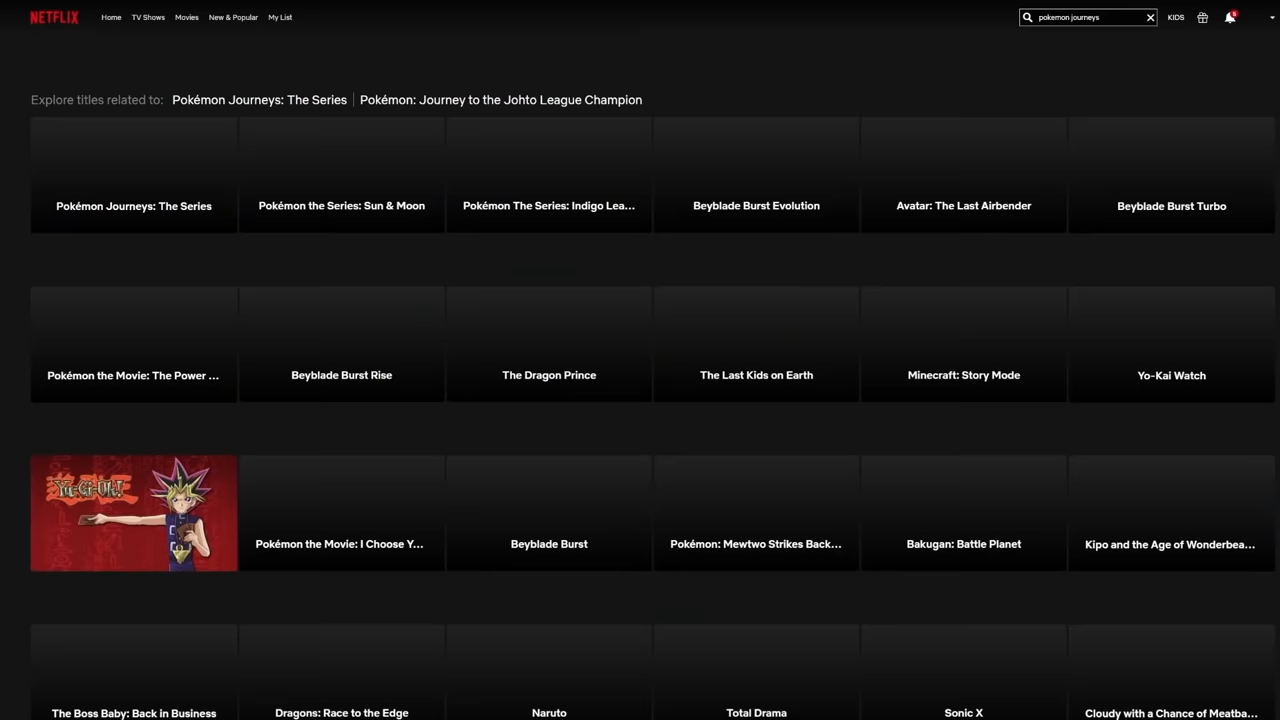 NETFLIX Home TV Shows Movies New & Popular My List pokemon journeys KIDS 5
Explore titles related to: Pokémon Journeys: The Series | Pokémon: Journey to the Johto League Champion
Pokémon Journeys: The Series Pokémon the Series: Sun & Moon Pokémon The Series: Indigo Lea... Beyblade Burst Evolution Avatar: The Last Airbender Beyblade Burst Turbo
Pokémon the Movie: The Power ... Beyblade Burst Rise The Dragon Prince The Last Kids on Earth Minecraft: Story Mode Yo-Kai Watch
Yu-Gi-Oh!
Pokémon the Movie: I Choose Y... Beyblade Burst Pokémon: Mewtwo Strikes Back... Bakugan: Battle Planet Kipo and the Age of Wonderbea...
The Boss Baby: Back in Business Dragons: Race to the Edge Naruto Total Drama Sonic X Cloudy with a Chance of Meatba...